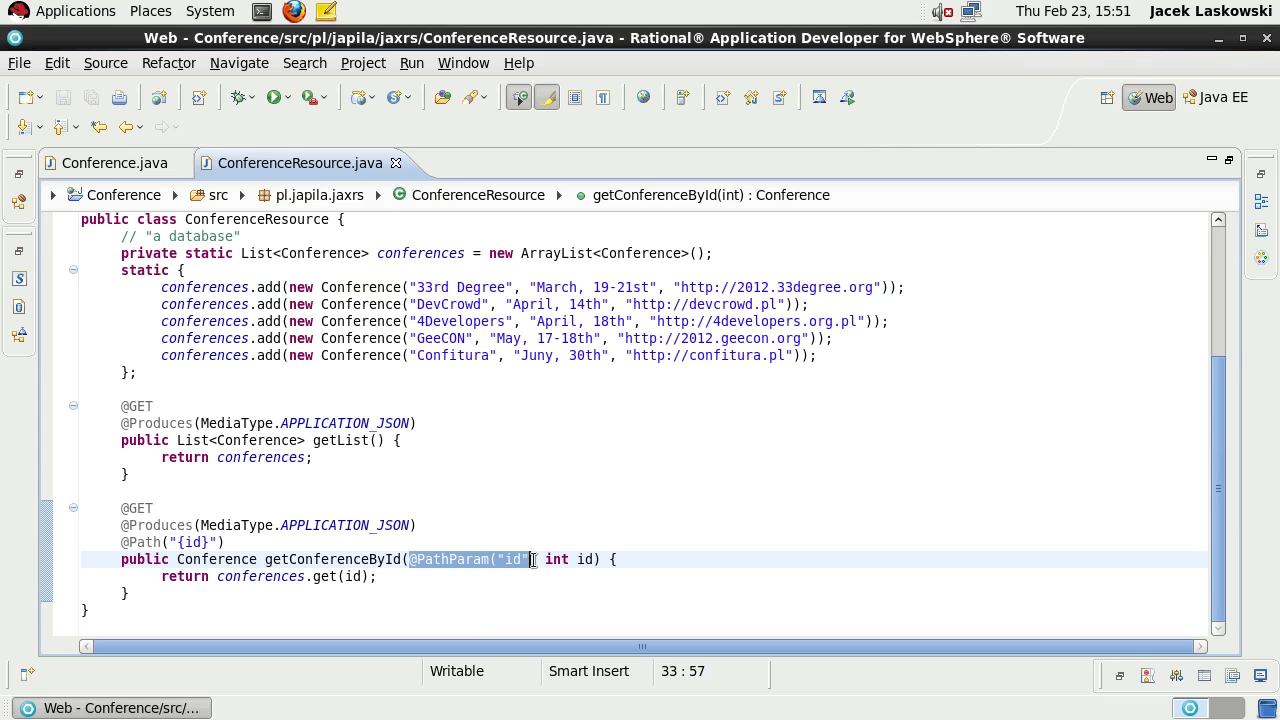 Applications Places System Thu Feb 23, 15:51 Jacek Laskowski
Web - Conference/src/pl/japila/jaxrs/ConferenceResource.java - Rational® Application Developer for WebSphere® Software
File Edit Source Refactor Navigate Search Project Run Window Help
Web Java EE
Conference.java ConferenceResource.java
Conference src pl.japila.jaxrs ConferenceResource getConferenceById(int) : Conference
public class ConferenceResource {
// "a database"
private static List<Conference> conferences = new ArrayList<Conference>();
static {
conferences.add(new Conference("33rd Degree", "March, 19-21st", "http://2012.33degree.org"));
conferences.add(new Conference("DevCrowd", "April, 14th", "http://devcrowd.pl"));
conferences.add(new Conference("4Developers", "April, 18th", "http://4developers.org.pl"));
conferences.add(new Conference("GeeCON", "May, 17-18th", "http://2012.geecon.org"));
conferences.add(new Conference("Confitura", "Juny, 30th", "http://confitura.pl"));
};
@GET
@Produces(MediaType.APPLICATION_JSON)
public List<Conference> getList() {
return conferences;
}
@GET
@Produces(MediaType.APPLICATION_JSON)
@Path("{id}")
public Conference getConferenceById(@PathParam("id") int id) {
return conferences.get(id);
}
}
Writable Smart Insert 33 : 57
Web - Conference/src/...